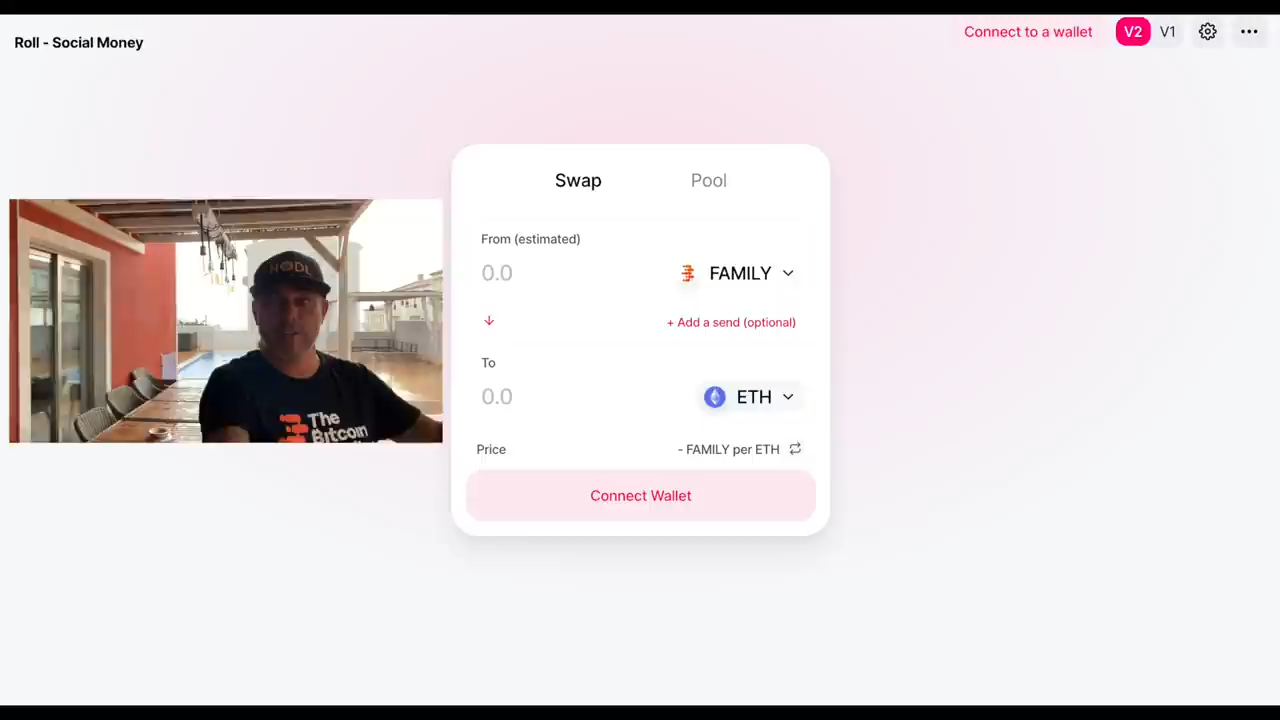 Roll - Social Money
Connect to a wallet
V2 V1
Swap Pool
From (estimated)
0.0 FAMILY
+ Add a send (optional)
To
0.0 ETH
Price - FAMILY per ETH
Connect Wallet
HODL
The
Bitcoin